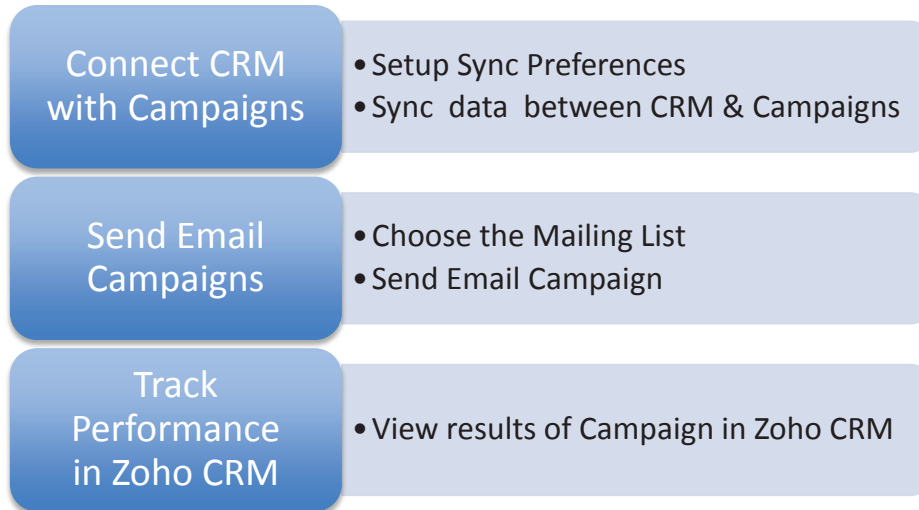 Connect CRM
with Campaigns
• Setup Sync Preferences
• Sync data between CRM & Campaigns
Send Email
Campaigns
• Choose the Mailing List
• Send Email Campaign
Track
Performance
in Zoho CRM
• View results of Campaign in Zoho CRM